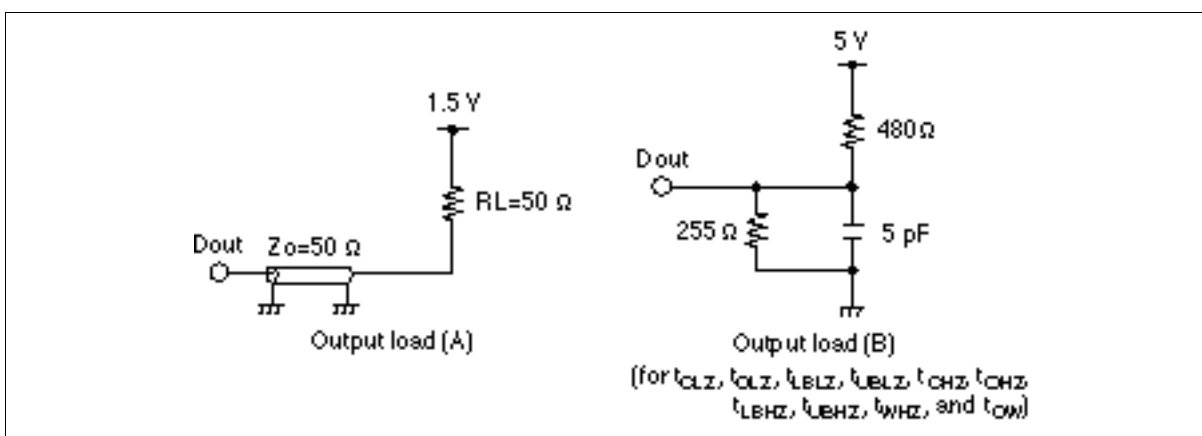 1.5 V
RL=50 Ω
Dout
Zo=50 Ω
Output load (A)
5 V
480Ω
Dout
255 Ω
5 pF
Output load (B)
(for tCLZ, tOLZ, tLBLZ, tUBLZ, tCHZ, tOHZ,
tLBHZ, tUBHZ, tWHZ, and tOW)